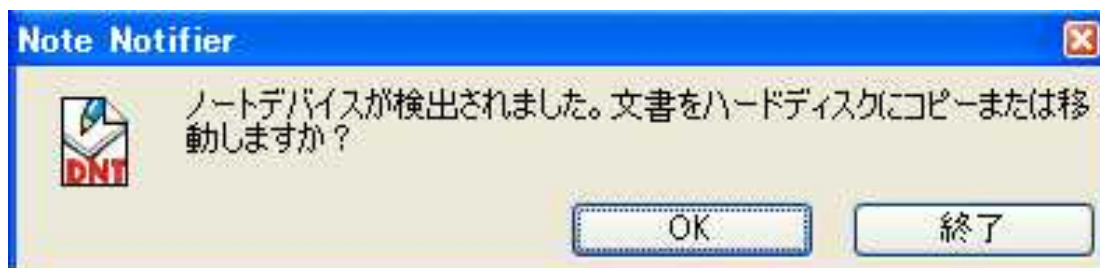 Note Notifier
ノートデバイスが検出されました。文書をハードディスクにコピーまたは移
動しますか？
DNT
OK
終了